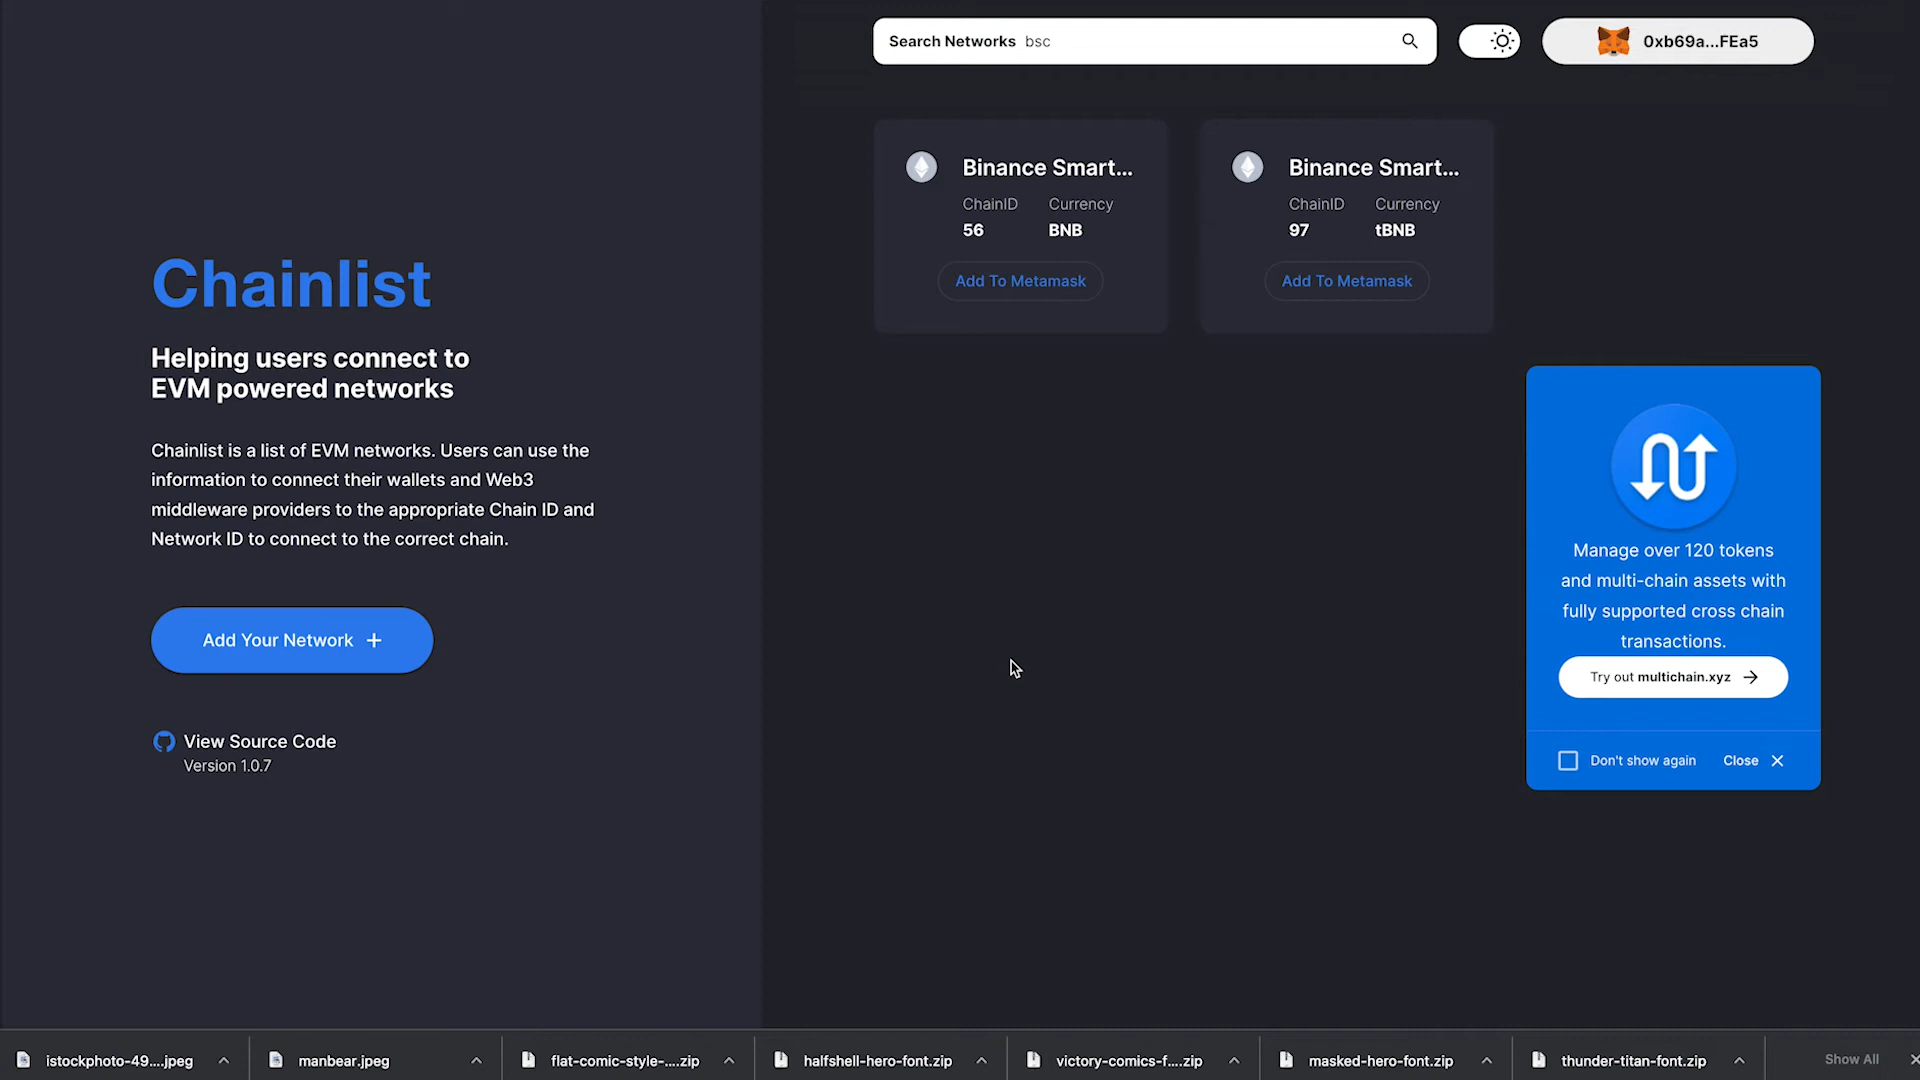 Search Networks bsc
0xb69a...FEa5
Binance Smart...
ChainID Currency
56 BNB
Add To Metamask
Binance Smart...
ChainID Currency
97 tBNB
Add To Metamask
Chainlist
Helping users connect to
EVM powered networks
Chainlist is a list of EVM networks. Users can use the
information to connect their wallets and Web3
middleware providers to the appropriate Chain ID and
Network ID to connect to the correct chain.
Add Your Network +
View Source Code
Version 1.0.7
Manage over 120 tokens
and multi-chain assets with
fully supported cross chain
transactions.
Try out multichain.xyz
Don't show again Close
istockphoto-49....jpeg
manbear.jpeg
flat-comic-style-....zip
halfshell-hero-font.zip
victory-comics-f....zip
masked-hero-font.zip
thunder-titan-font.zip
Show All